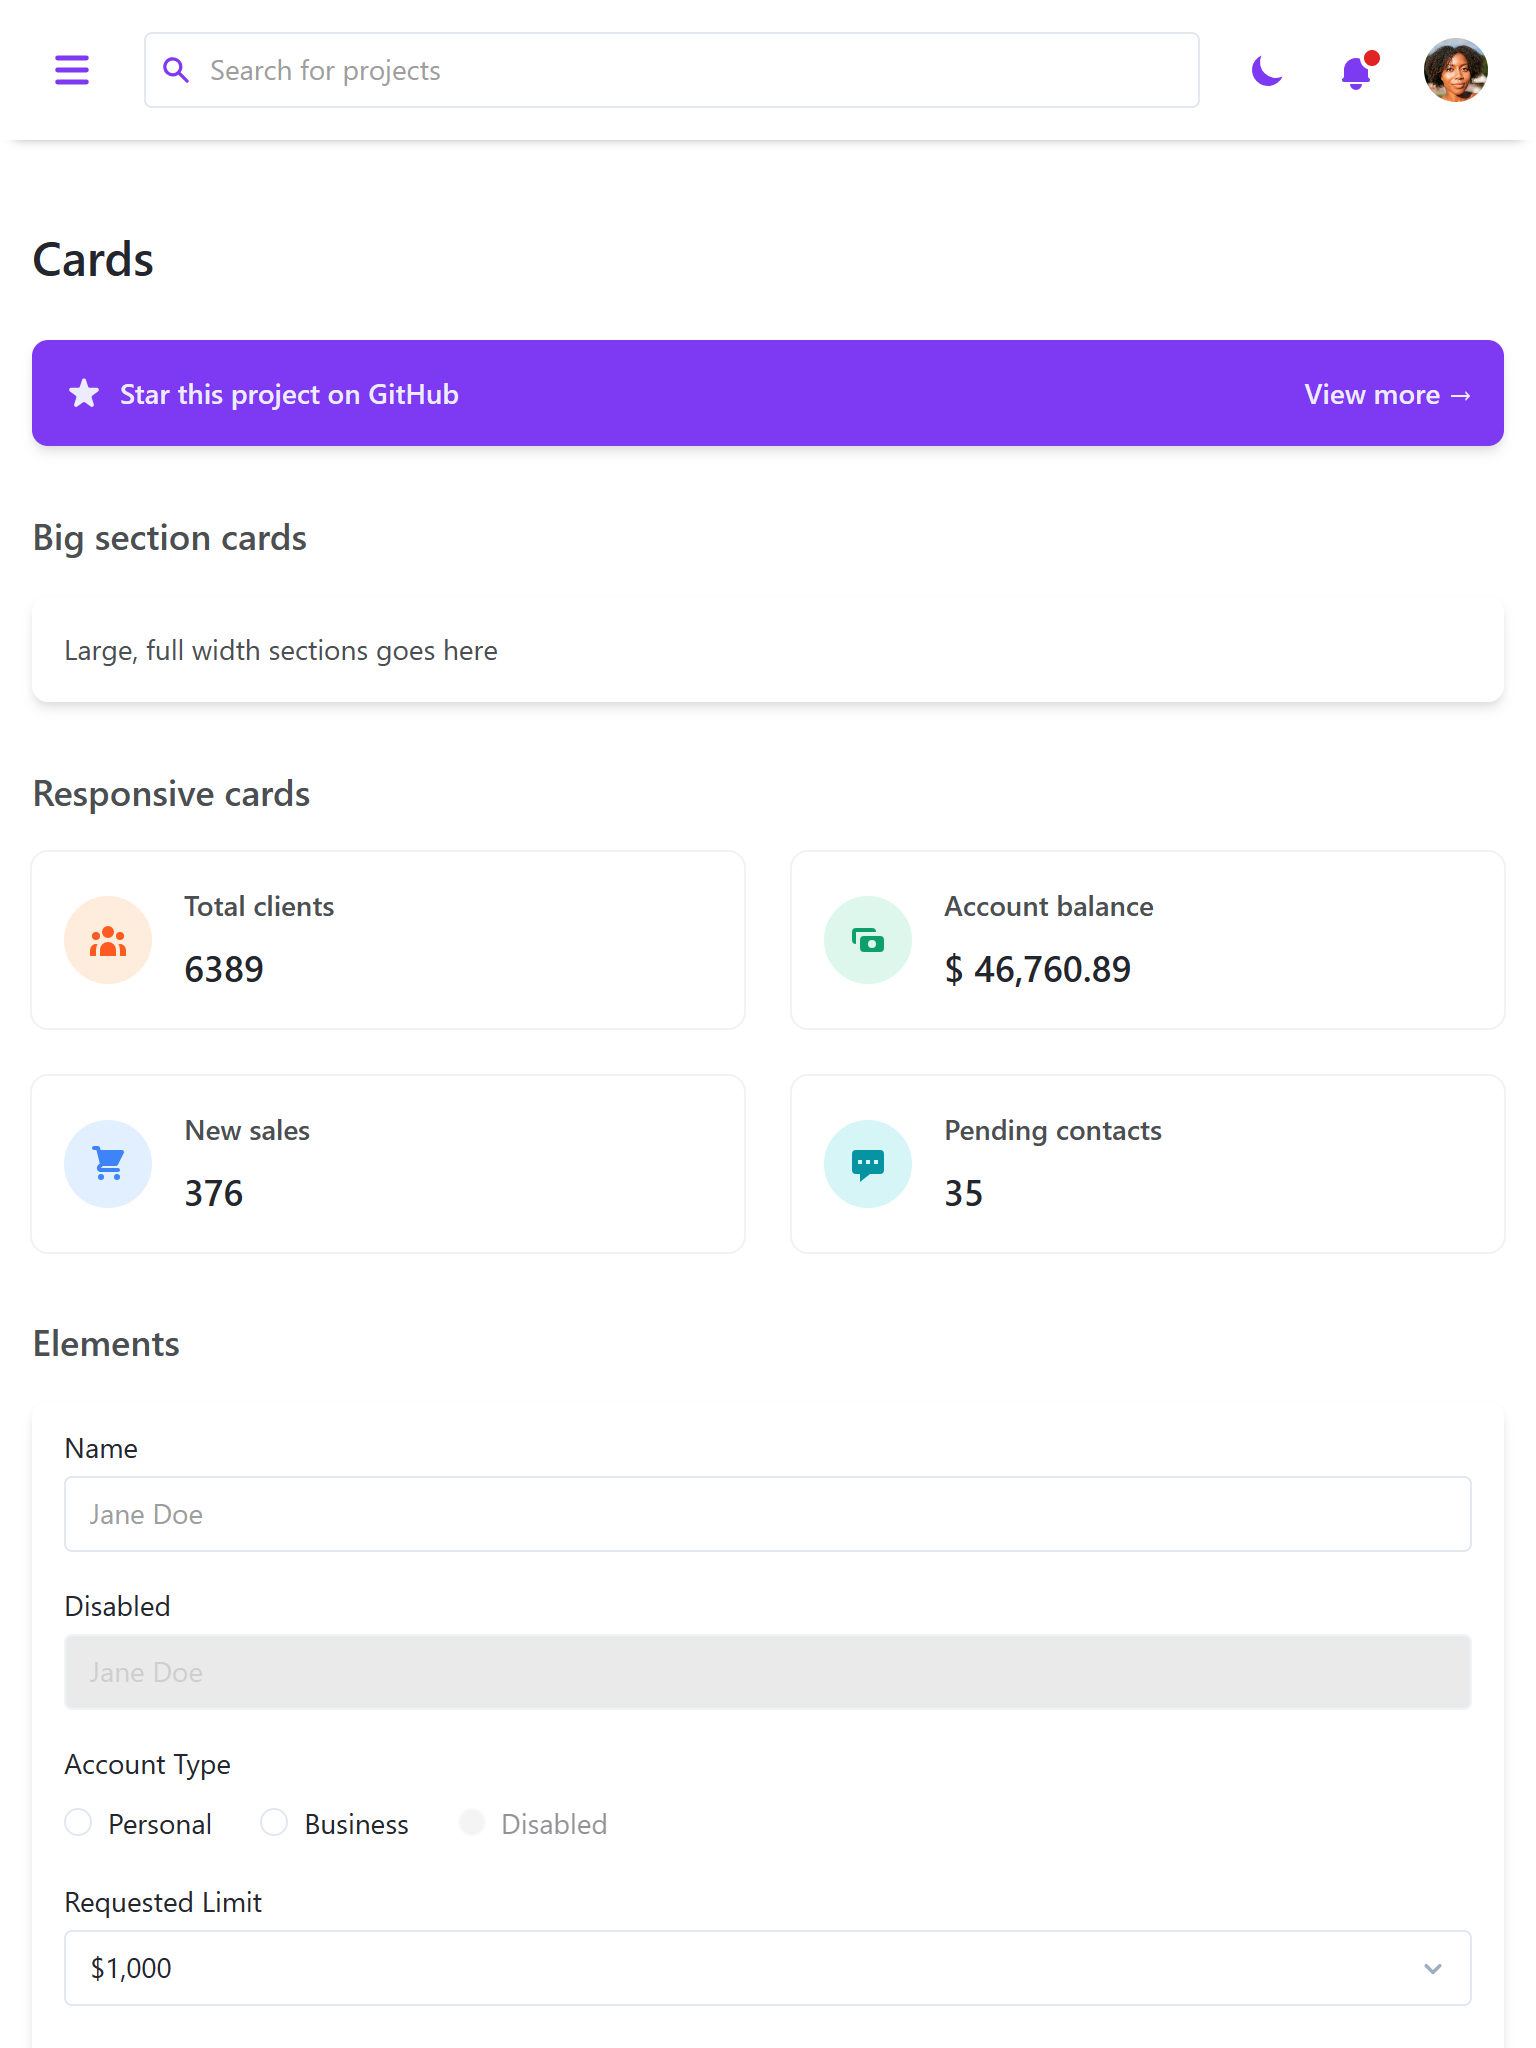 Search for projects
Cards
Star this project on GitHub
View more →
Big section cards
Large, full width sections goes here
Responsive cards
Total clients
6389
Account balance
$ 46,760.89
New sales
376
Pending contacts
35
Elements
Name
Jane Doe
Disabled
Jane Doe
Account Type
Personal Business Disabled
Requested Limit
$1,000